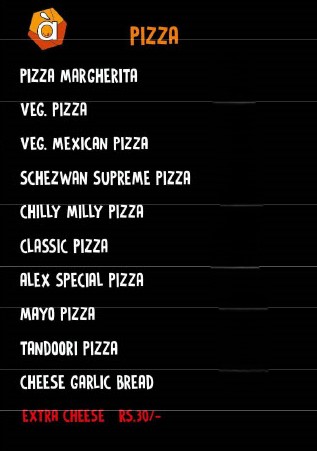 à
PIZZA
PIZZA MARGHERITA
VEG. PIZZA
VEG. MEXICAN PIZZA
SCHEZWAN SUPREME PIZZA
CHILLY MILLY PIZZA
CLASSIC PIZZA
ALEX SPECIAL PIZZA
MAYO PIZZA
TANDOORI PIZZA
CHEESE GARLIC BREAD
EXTRA CHEESE RS.30/-